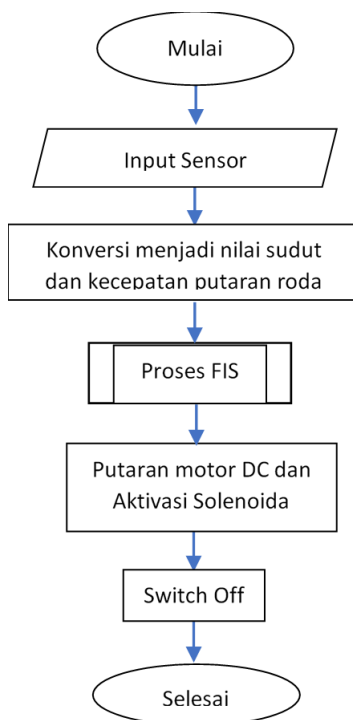 Mulai
Input Sensor
Konversi menjadi nilai sudut
dan kecepatan putaran roda
Proses FIS
Putaran motor DC dan
Aktivasi Solenoida
Switch Off
Selesai